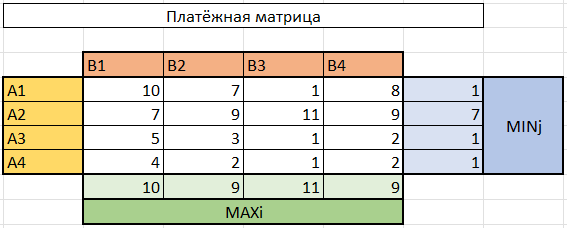 Платёжная матрица
B1 B2 B3 B4
A1 10 7 1 8 1
A2 7 9 11 9 7
A3 5 3 1 2 1
A4 4 2 1 2 1
MINj
10 9 11 9
MAXi